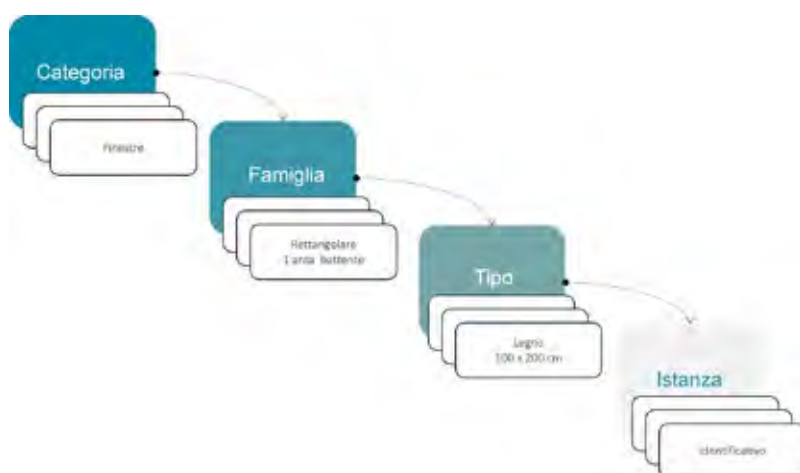 Categoria
Finestre
Famiglia
Rettangolare
1 anta Battente
Tipo
Legno
100 x 200 cm
Istanza
Identificativo